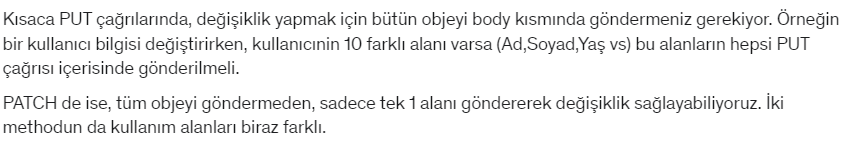 Kısaca PUT çağrılarında, değişiklik yapmak için bütün objeyi body kısmında göndermeniz gerekiyor. Örneğin
bir kullanıcı bilgisi değiştirirken, kullanıcınin 10 farklı alanı varsa (Ad,Soyad,Yaş vs) bu alanların hepsi PUT
çağrısı içerisinde gönderilmeli.
PATCH de ise, tüm objeyi göndermeden, sadece tek 1 alanı göndererek değişiklik sağlayabiliyoruz. İki
methodun da kullanım alanları biraz farklı.